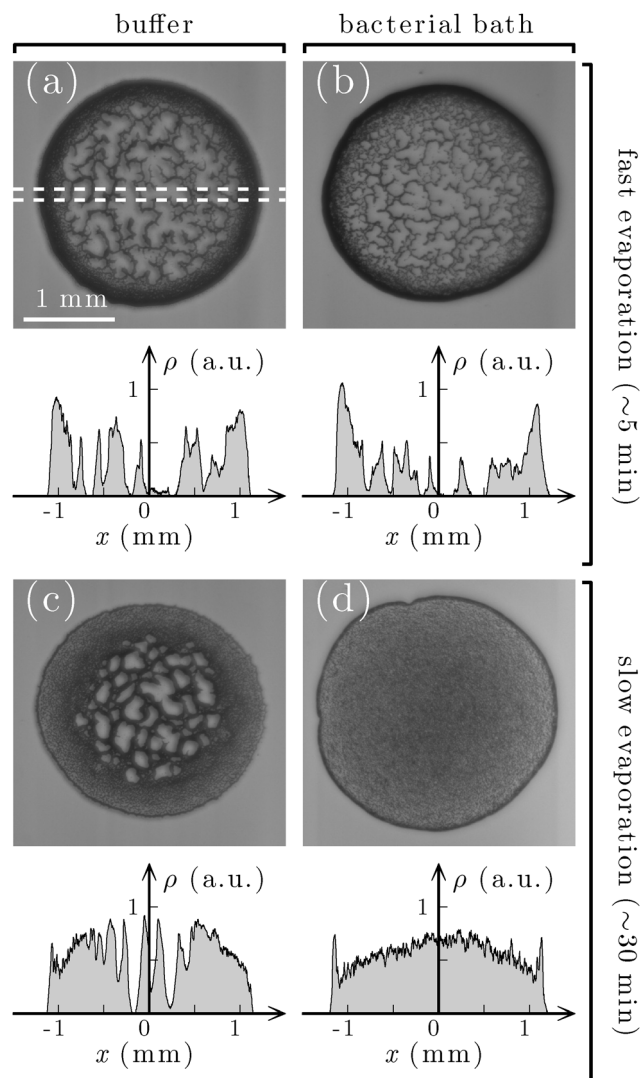 buffer
bacterial bath
(a)
(b)
1 mm
fast evaporation (~5 min)
ρ (a.u.)
ρ (a.u.)
1
1
-1 0 1
-1 0 1
x (mm)
x (mm)
(c)
(d)
slow evaporation (~30 min)
ρ (a.u.)
ρ (a.u.)
1
1
-1 0 1
-1 0 1
x (mm)
x (mm)